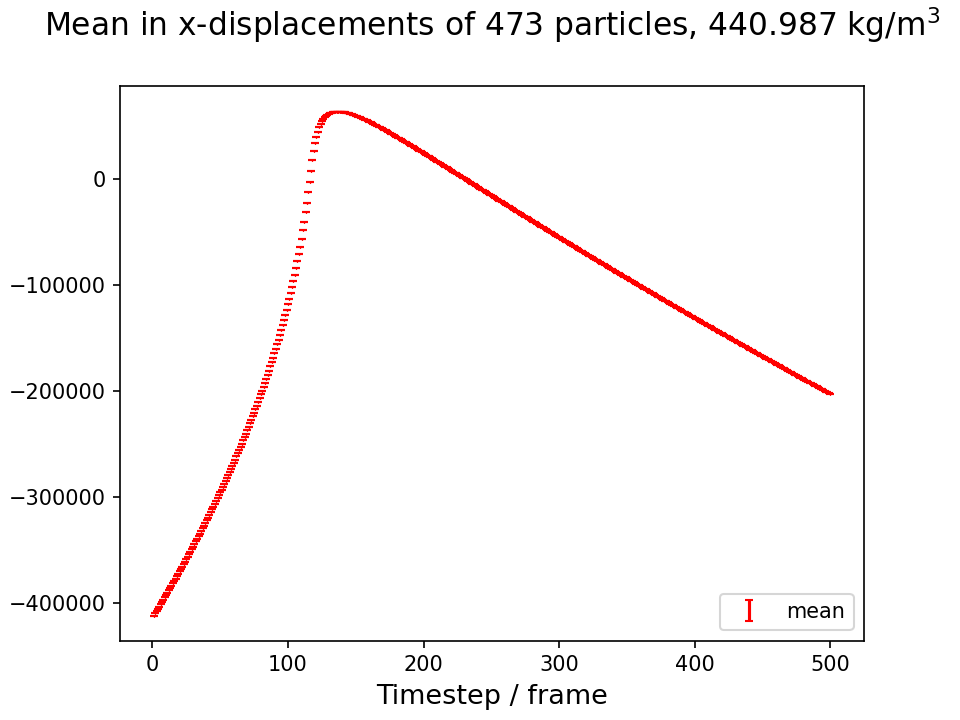 Mean in x-displacements of 473 particles, 440.987 kg/m³
0
−100000
−200000
−300000
−400000
mean
0 100 200 300 400 500
Timestep / frame